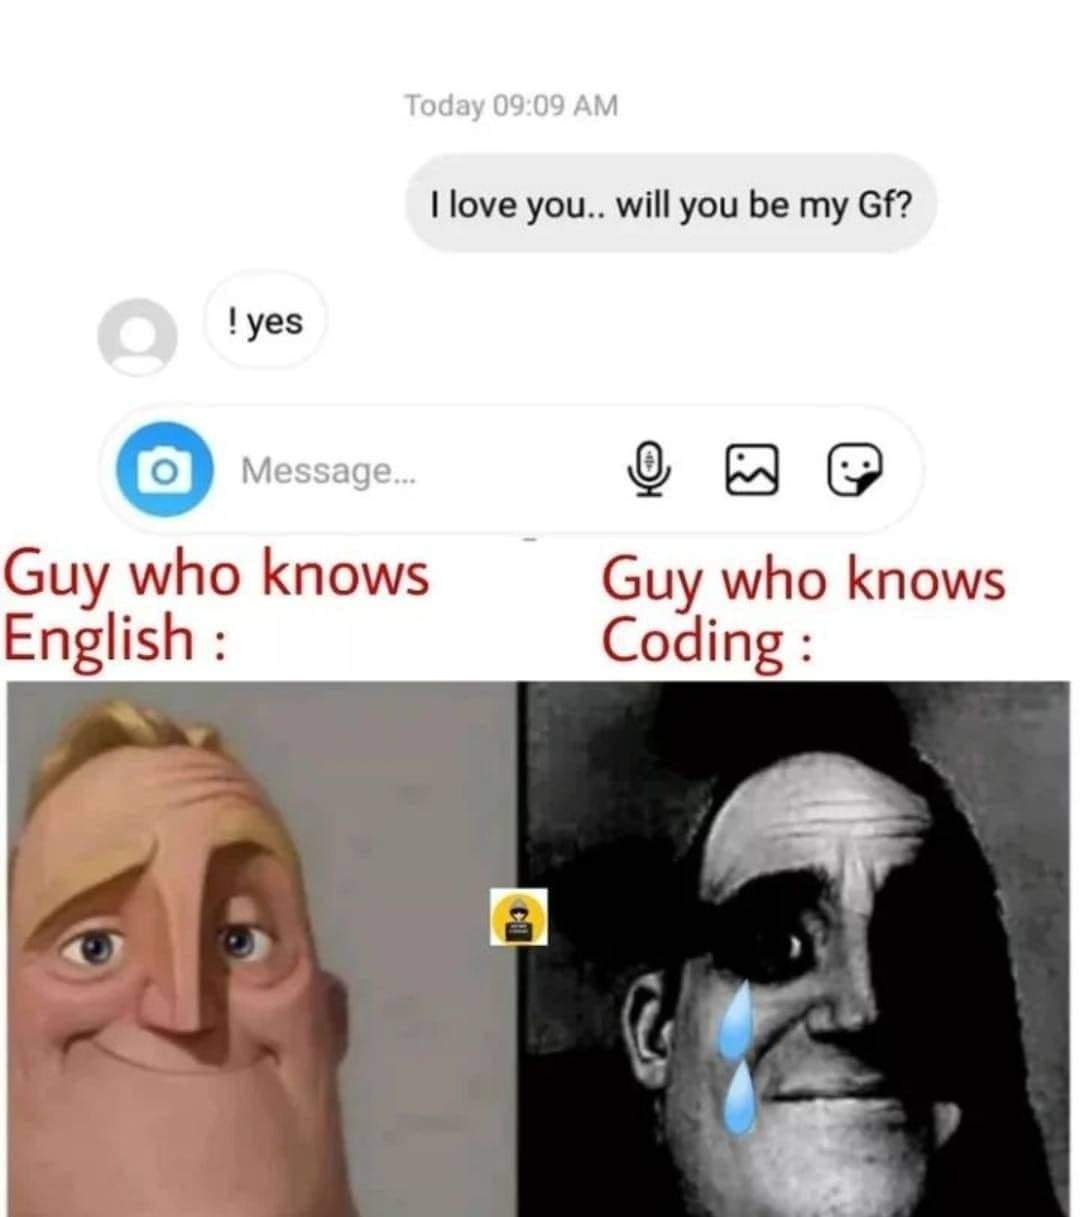 Today 09:09 AM
I love you.. will you be my Gf?
! yes
Message...
Guy who knows
English :
Guy who knows
Coding :